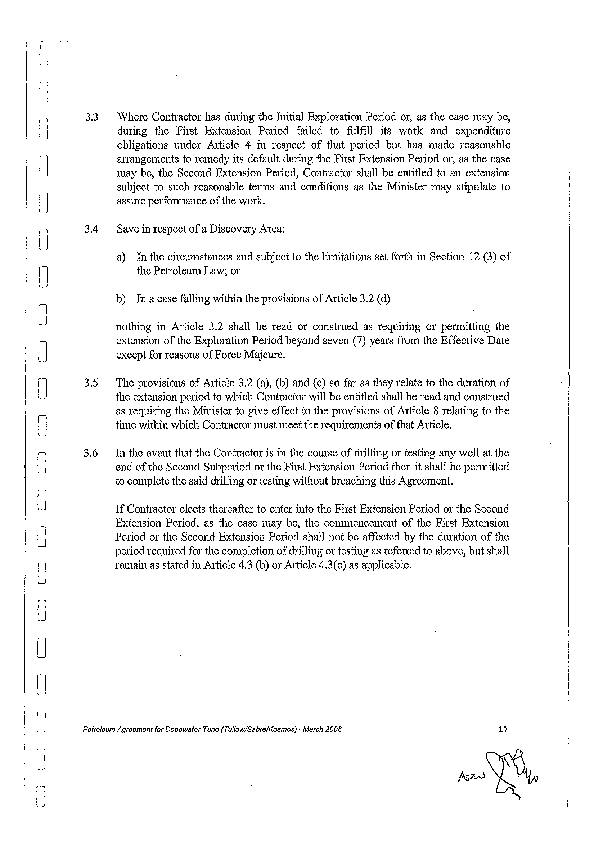 3.3 Where Contractor has during the Initial Exploration Period or, as the case may be,
during the First Extension Period failed to fulfill its work and expenditure
obligations under Article 4 in respect of that period but has made reasonable
arrangements to remedy its default during the First Extension Period or, as the case
may be, the Second Extension Period, Contractor shall be entitled to an extension
subject to such reasonable terms and conditions as the Minister may stipulate to
assure performance of the work.
3.4 Save in respect of a Discovery Area:
a) In the circumstances and subject to the limitations set forth in Section 12 (3) of
the Petroleum Law; or
b) In a case falling within the provisions of Article 3.2 (d)
nothing in Article 3.2 shall be read or construed as requiring or permitting the
extension of the Exploration Period beyond seven (7) years from the Effective Date
except for reasons of Force Majeure.
3.5 The provisions of Article 3.2 (a), (b) and (c) so far as they relate to the duration of
the extension period to which Contractor will be entitled shall be read and construed
as requiring the Minister to give effect to the provisions of Article 8 relating to the
time within which Contractor must meet the requirements of that Article.
3.6 In the event that the Contractor is in the course of drilling or testing any well at the
end of the Second Subperiod or the First Extension Period then it shall be permitted
to complete the said drilling or testing without breaching this Agreement.
If Contractor elects thereafter to enter into the First Extension Period or the Second
Extension Period, as the case may be, the commencement of the First Extension
Period or the Second Extension Period shall not be affected by the duration of the
period required for the completion of drilling or testing as referred to above, but shall
remain as stated in Article 4.3 (b) or Article 4.3(c) as applicable.
Petroleum Agreement for Deepwater Tano (Tullow/Sabre/Kosmos) - March 2006